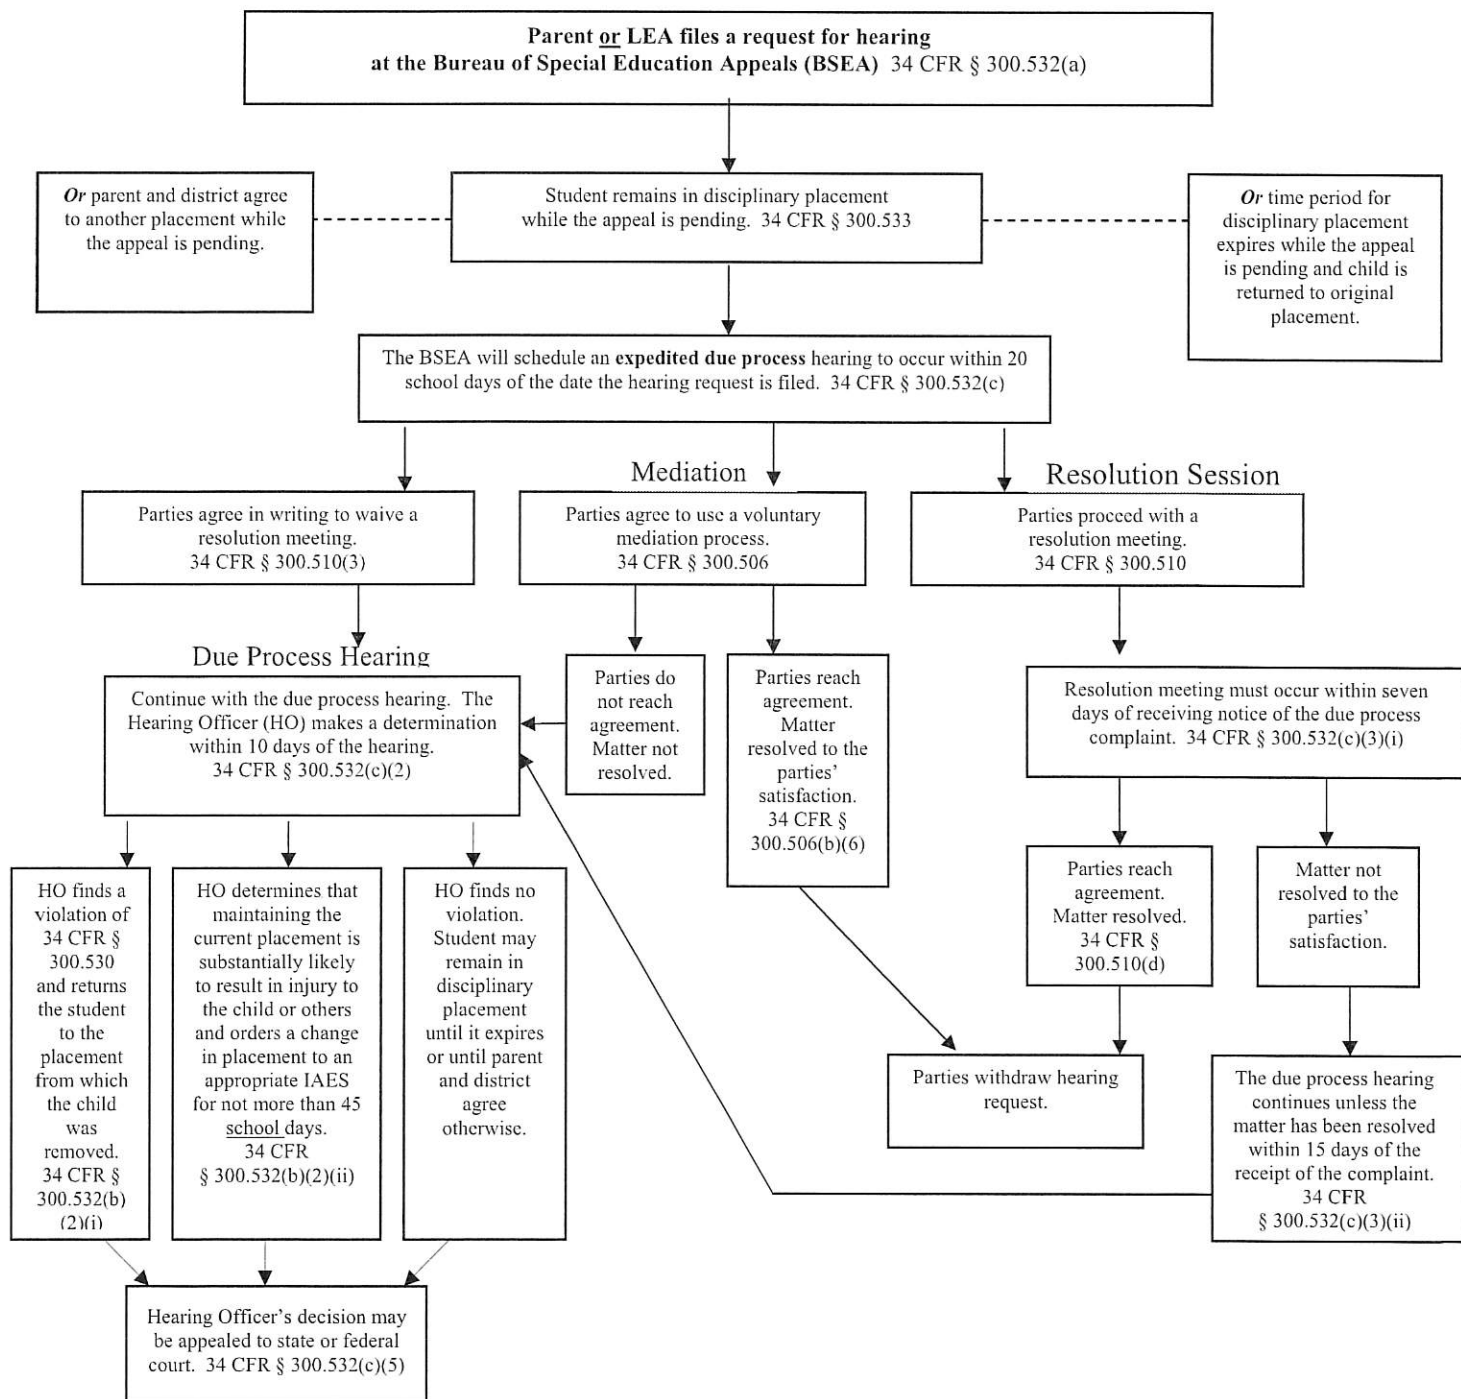 Parent or LEA files a request for hearing
at the Bureau of Special Education Appeals (BSEA) 34 CFR § 300.532(a)
Or parent and district agree
to another placement while
the appeal is pending.
Student remains in disciplinary placement
while the appeal is pending. 34 CFR § 300.533
Or time period for
disciplinary placement
expires while the appeal
is pending and child is
returned to original
placement.
The BSEA will schedule an expedited due process hearing to occur within 20
school days of the date the hearing request is filed. 34 CFR § 300.532(c)
Parties agree in writing to waive a
resolution meeting.
34 CFR § 300.510(3)
Mediation
Parties agree to use a voluntary
mediation process.
34 CFR § 300.506
Resolution Session
Parties proceed with a
resolution meeting.
34 CFR § 300.510
Due Process Hearing
Continue with the due process hearing. The
Hearing Officer (HO) makes a determination
within 10 days of the hearing.
34 CFR § 300.532(c)(2)
Parties do
not reach
agreement.
Matter not
resolved.
Parties reach
agreement.
Matter
resolved to the
parties'
satisfaction.
34 CFR §
300.506(b)(6)
Resolution meeting must occur within seven
days of receiving notice of the due process
complaint. 34 CFR § 300.532(c)(3)(i)
Parties reach
agreement.
Matter resolved.
34 CFR §
300.510(d)
Matter not
resolved to the
parties'
satisfaction.
HO finds a
violation of
34 CFR §
300.530
and returns
the student
to the
placement
from which
the child
was
removed.
34 CFR §
300.532(b)
(2)(i)
HO determines that
maintaining the
current placement is
substantially likely
to result in injury to
the child or others
and orders a change
in placement to an
appropriate IAES
for not more than 45
school days.
34 CFR
§ 300.532(b)(2)(ii)
HO finds no
violation.
Student may
remain in
disciplinary
placement
until it expires
or until parent
and district
agree
otherwise.
Parties withdraw hearing
request.
The due process hearing
continues unless the
matter has been resolved
within 15 days of the
receipt of the complaint.
34 CFR
§ 300.532(c)(3)(ii)
Hearing Officer's decision may
be appealed to state or federal
court. 34 CFR § 300.532(c)(5)